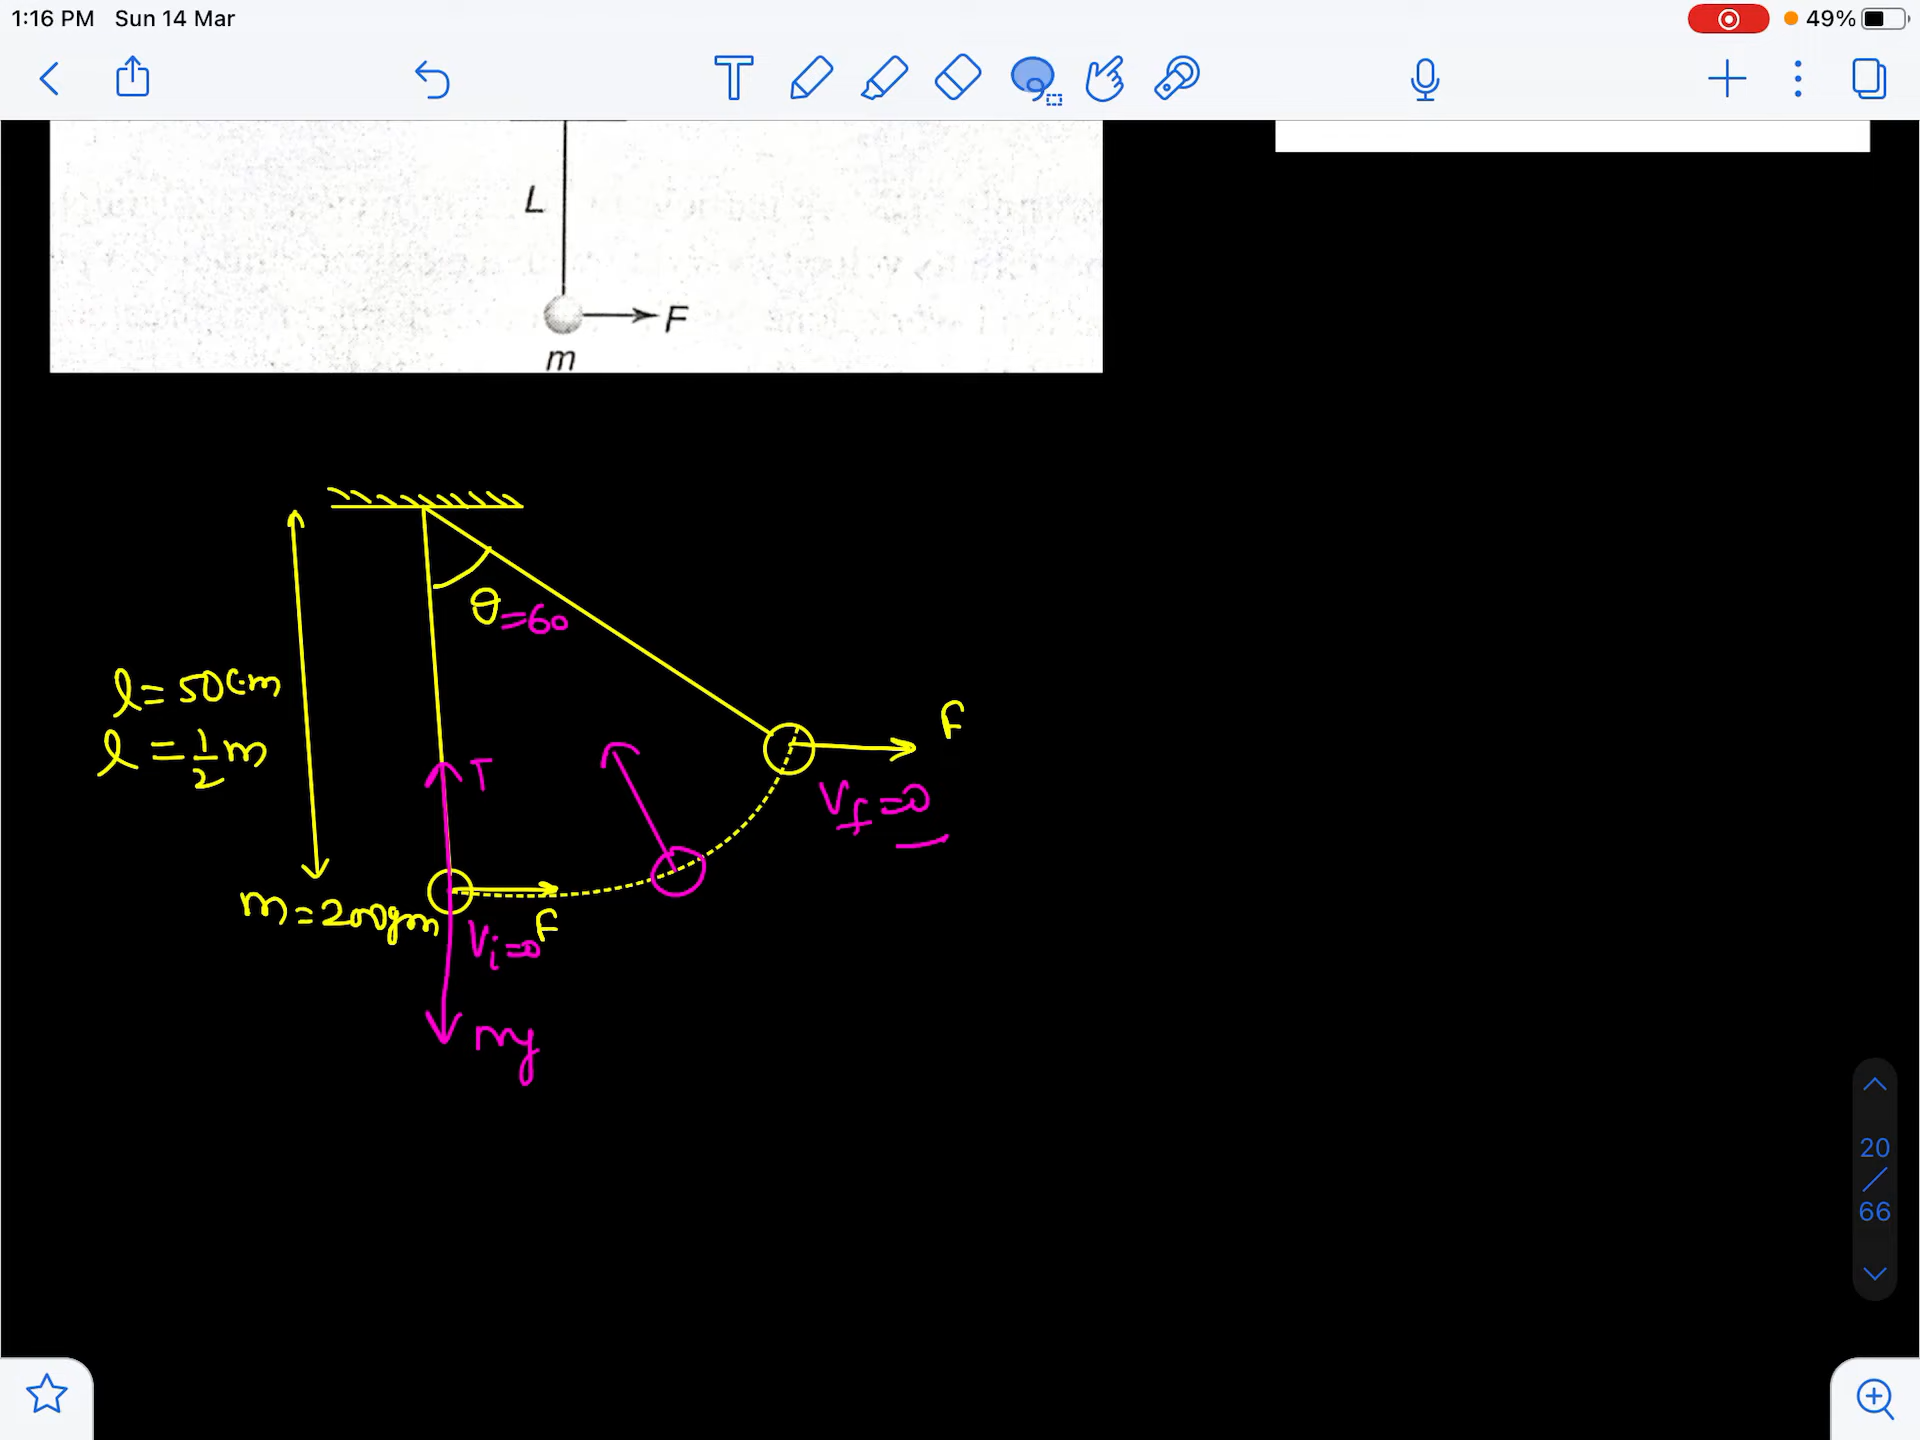 1:16 PM Sun 14 Mar
49%
T
L
F
m
θ=60
l = 50cm
l = 1/2 m
F
T
Vf = 0
m = 200gm
F
Vi = 0
mg
20
/
66